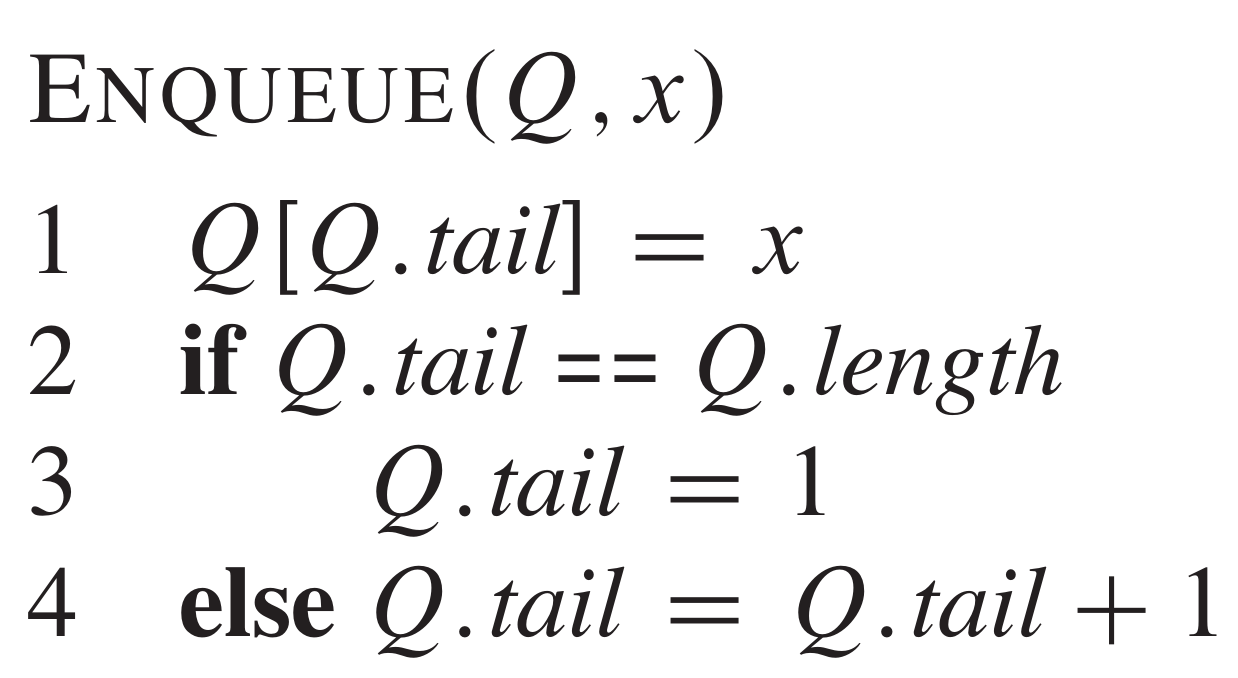 ENQUEUE(Q, x)
1 Q[Q.tail] = x
2 if Q.tail == Q.length
3 Q.tail = 1
4 else Q.tail = Q.tail + 1